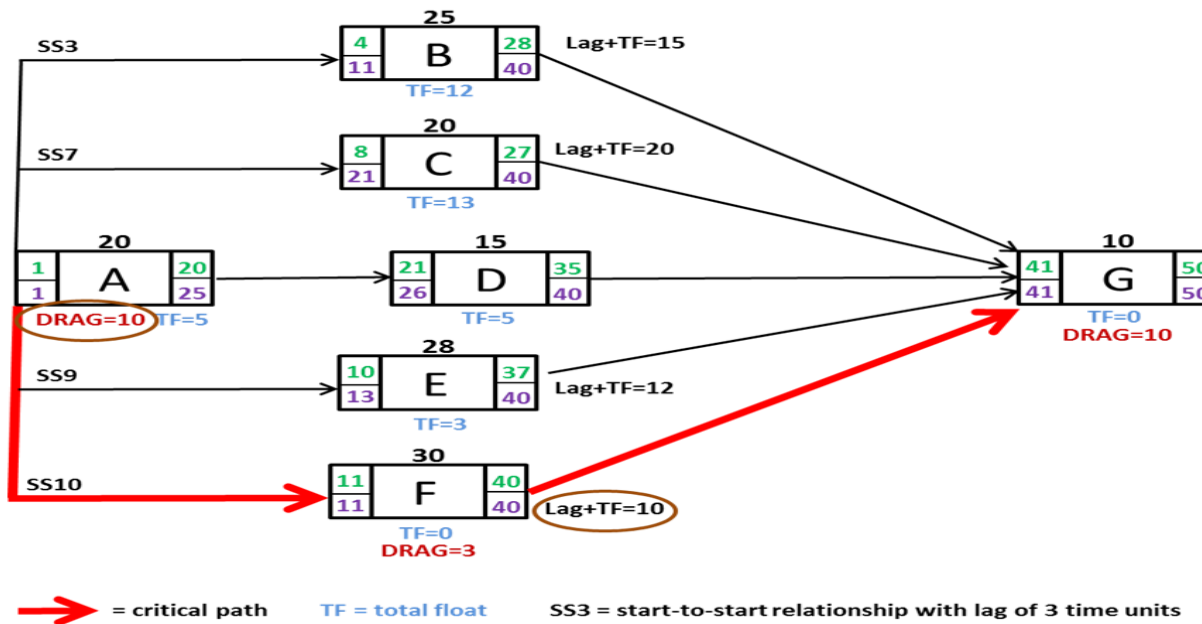 25
SS3
4
B
28
Lag+TF=15
11
40
TF=12
20
SS7
8
C
27
Lag+TF=20
21
40
TF=13
20
15
10
1
A
20
21
D
35
41
G
50
1
25
26
40
41
50
DRAG=10 TF=5
TF=5
TF=0
DRAG=10
28
SS9
10
E
37
Lag+TF=12
13
40
TF=3
30
SS10
11
F
40
Lag+TF=10
11
40
TF=0
DRAG=3
= critical path TF = total float SS3 = start-to-start relationship with lag of 3 time units